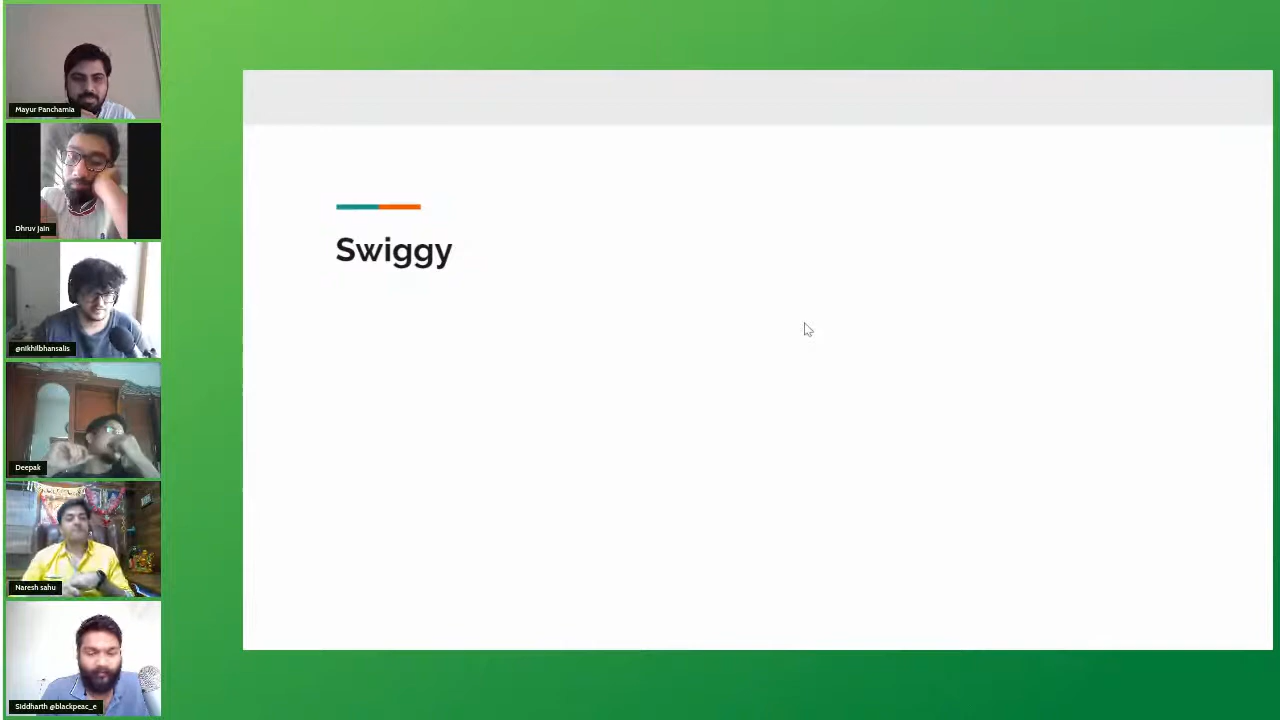 Mayur Panchamia
Dhruv jain
@nikhilbhansalis
Deepak
Naresh sahu
Siddharth @blackpeac_e
Swiggy